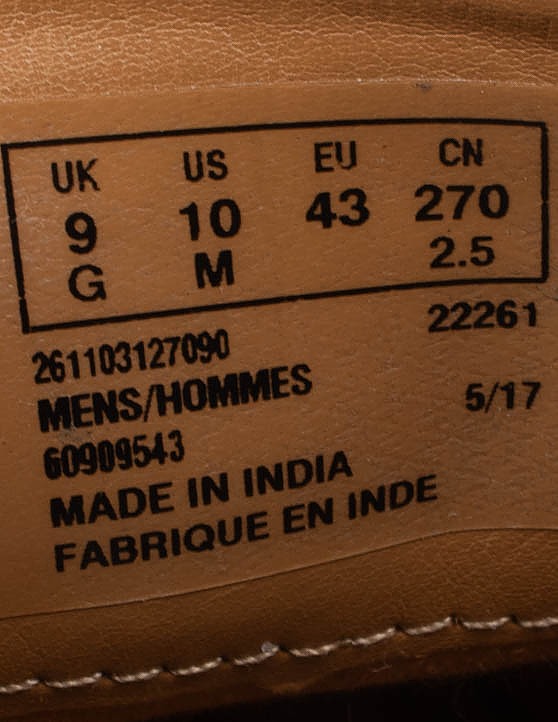 UK US EU CN
9 10 43 270
G M 2.5
22261
261103127090
MENS/HOMMES
5/17
60909543
MADE IN INDIA
FABRIQUE EN INDE